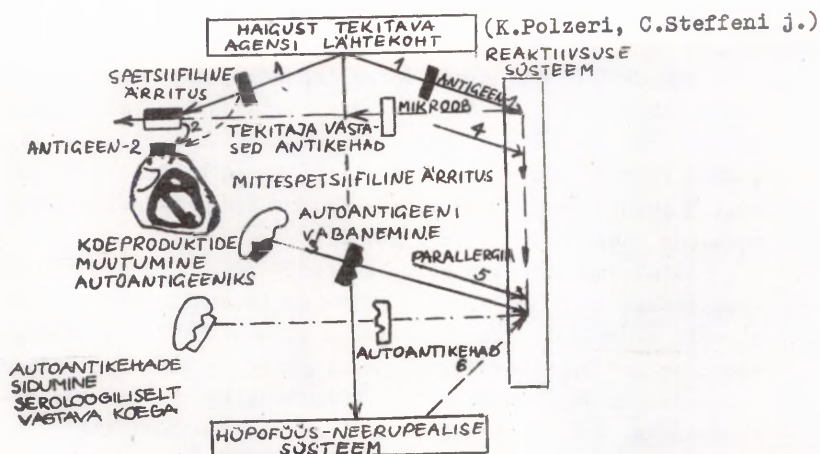 HAIGUST TEKITAVA
AGENSI LÄHTEKOHT
(K.Polzeri, C.Steffeni j.)
REAKTIIVSUSE
SÜSTEEM
SPETSIIFILINE
ÄRRITUS
1
1
ANTIGEEN-1
MIKROOB
2
4
TEKITAJA VASTA-
SED ANTIKEHAD
ANTIGEEN-2
MITTESPETSIIFILINE ÄRRITUS
AUTOANTIGEENI
VABANEMINE
3
KOEPRODUKTIDE
MUUTUMINE
AUTOANTIGEENIKS
PARALLERGIA
5
AUTOANTIKEHAD
6
AUTOANTIKEHADE
SIDUMINE
SEROLOOGILISELT
VASTAVA KOEGA
HÜPOFÜÜS-NEERUPEALISE
SÜSTEEM